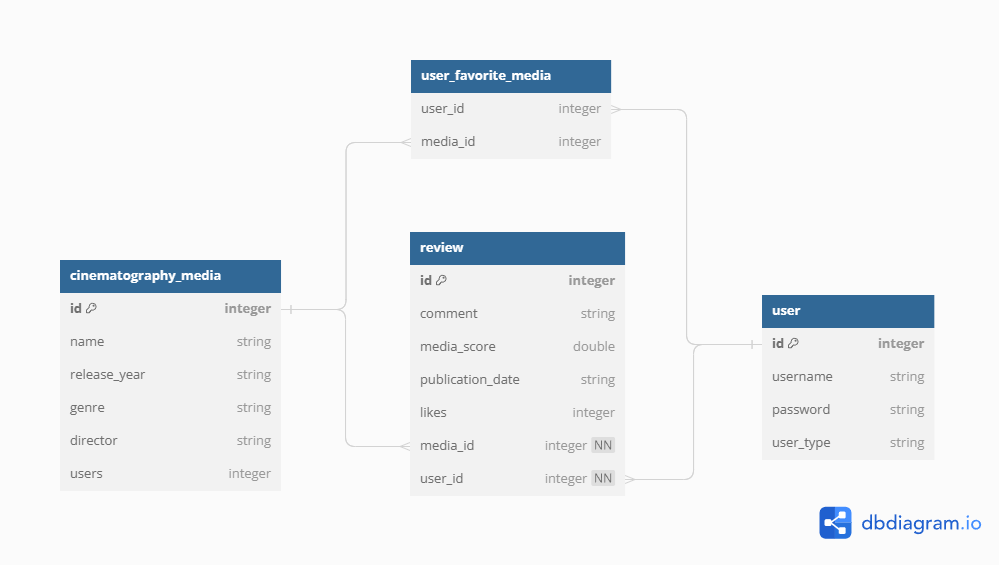 user_favorite_media
user_id integer
media_id integer
review
id integer
comment string
media_score double
publication_date string
likes integer
media_id integer NN
user_id integer NN
cinematography_media
id integer
name string
release_year string
genre string
director string
users integer
user
id integer
username string
password string
user_type string
dbdiagram.io